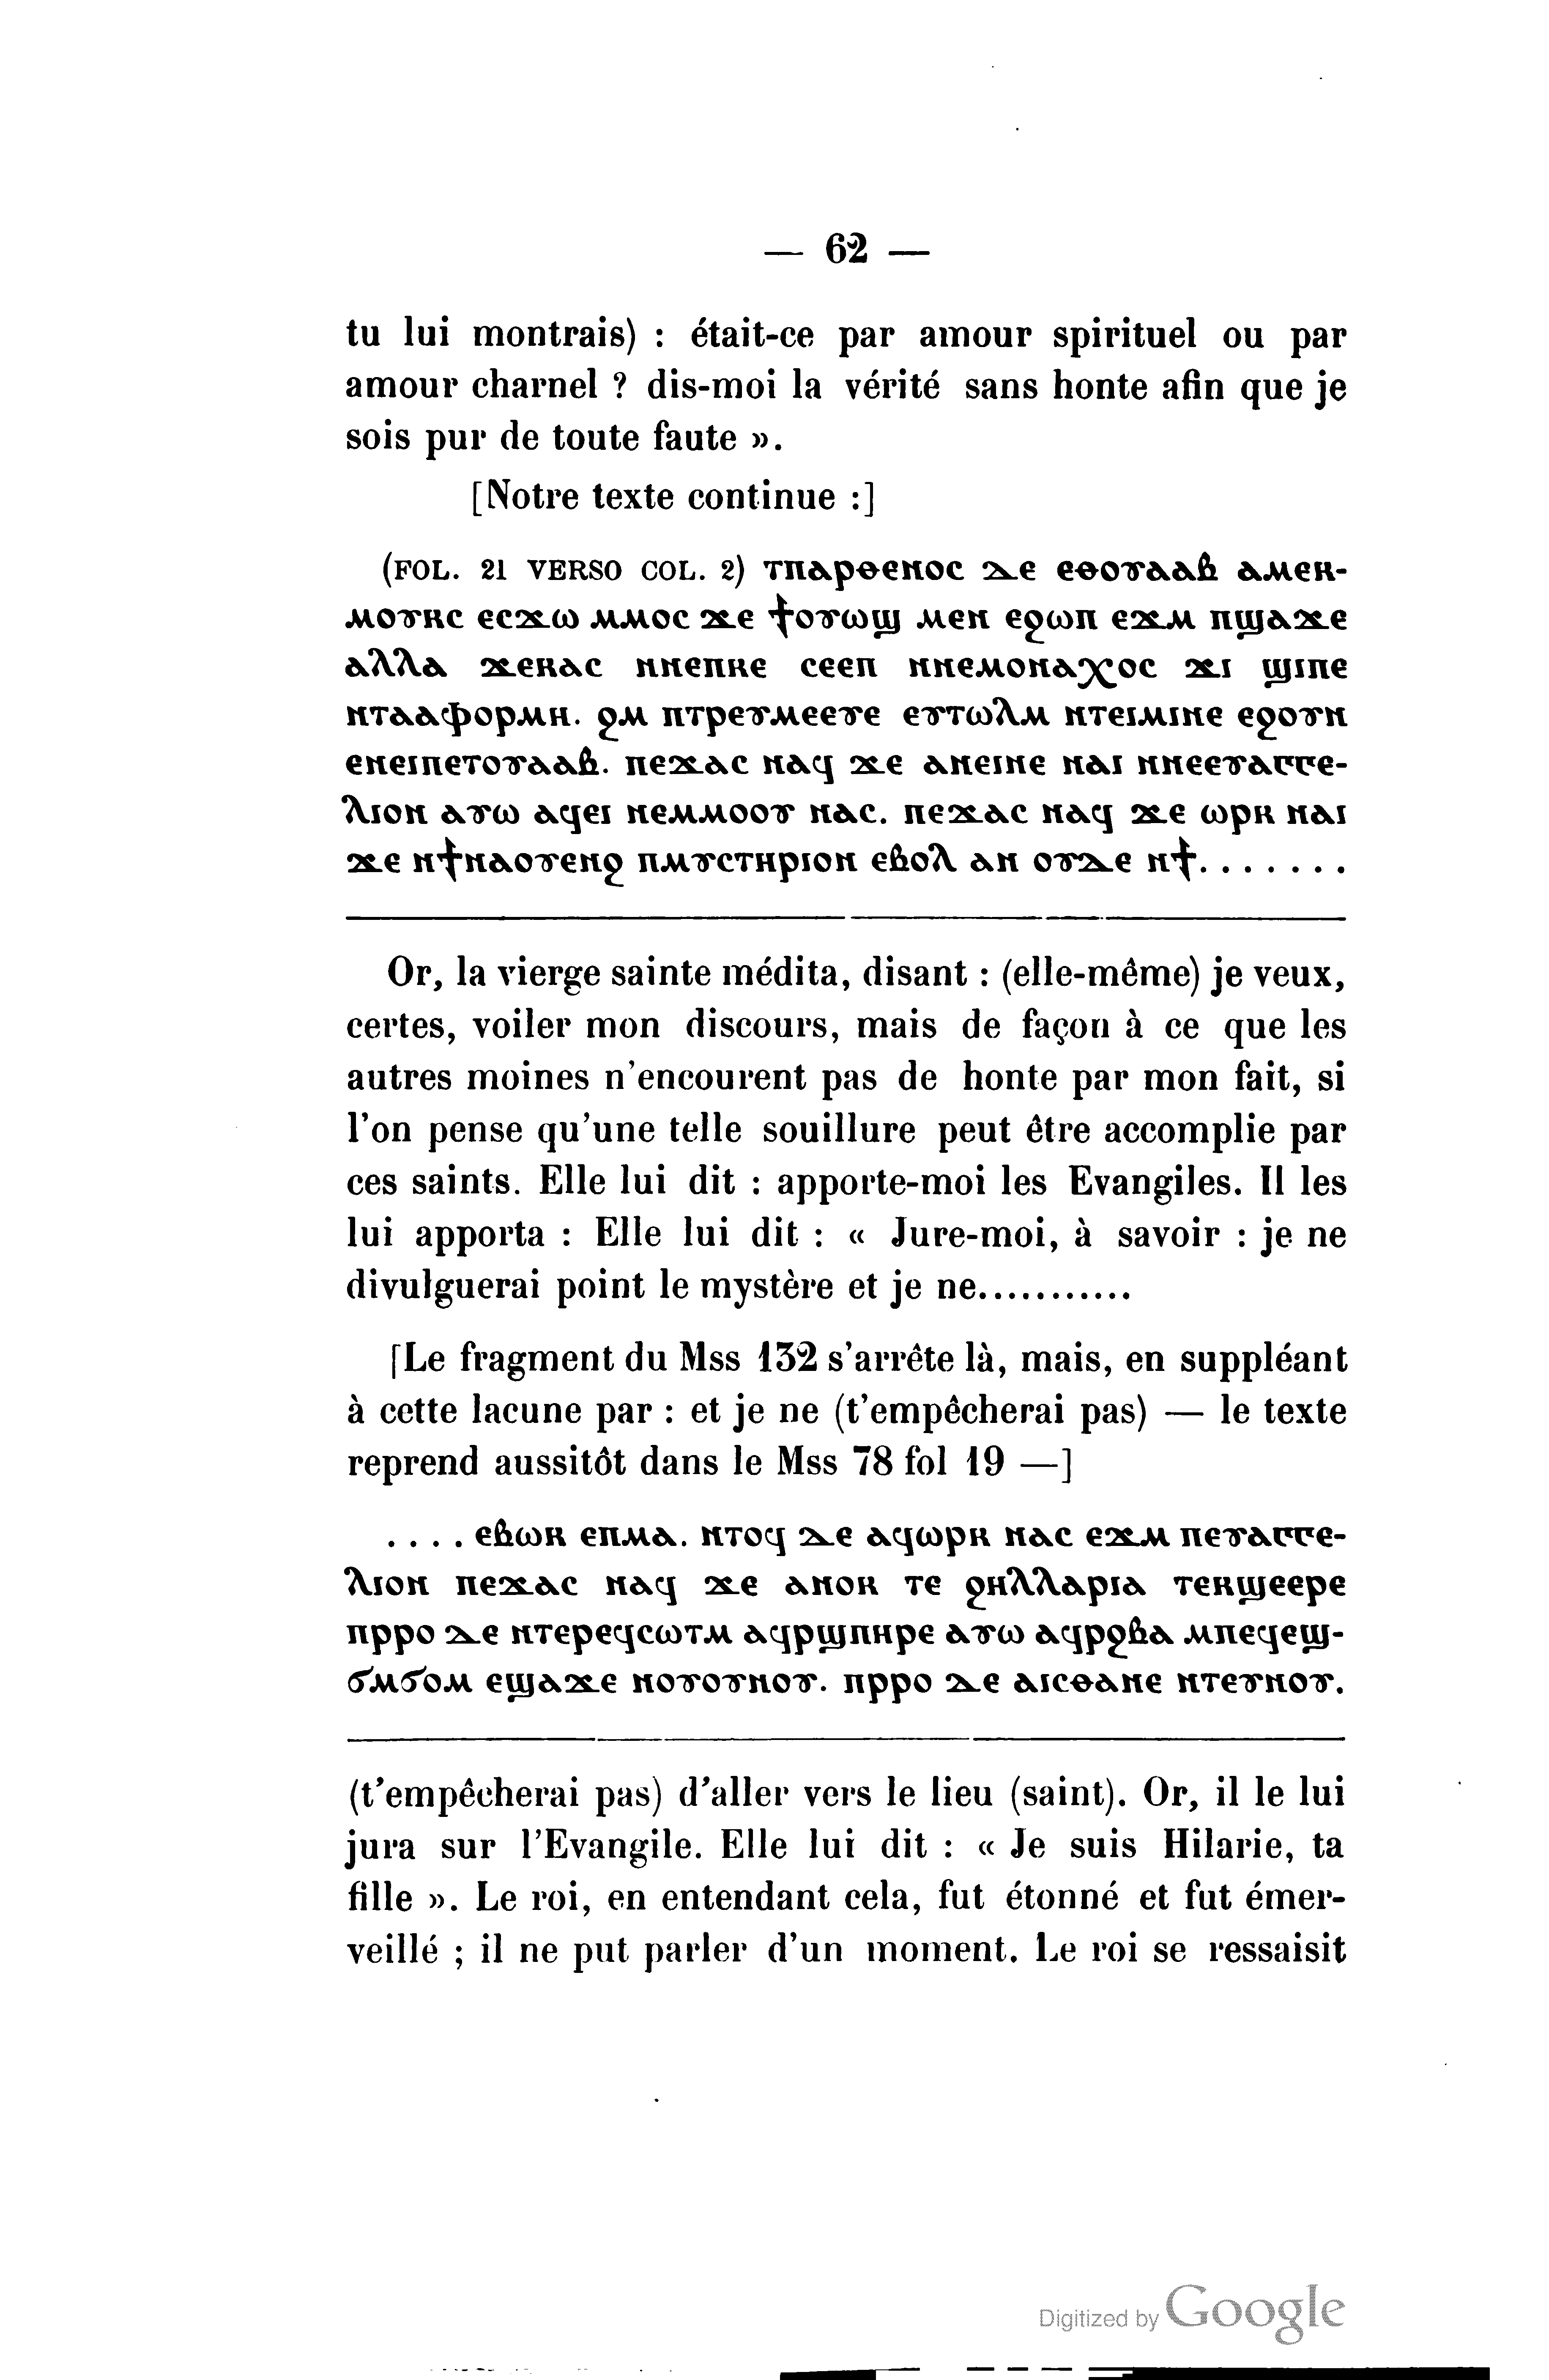 — 62 —
tu lui montrais) : était-ce par amour spirituel ou par
amour charnel ? dis-moi la vérité sans honte afin que je
sois pur de toute faute ».
[Notre texte continue :]
(FOL. 21 VERSO COL. 2) ⲧⲡⲁⲣⲑⲉⲛⲟⲥ ⲇⲉ ⲉⲑⲟⲩⲁⲁⲃ ⲁⲙⲉⲕ-
ⲙⲟⲩⲕⲥ ⲉⲥϫⲱ ⲙⲙⲟⲥ ϫⲉ ϯⲟⲩⲱϣ ⲙⲉⲛ ⲉϩⲱⲡ ⲉϫⲙ ⲡϣⲁϫⲉ
ⲁⲗⲗⲁ ϫⲉⲕⲁⲥ ⲛⲛⲉⲡⲕⲉ ⲥⲉⲉⲡ ⲛⲛⲉⲙⲟⲛⲁⲭⲟⲥ ϫⲓ ϣⲓⲡⲉ
ⲛⲧⲁⲁⲫⲟⲣⲙⲏ. ϩⲙ ⲡⲧⲣⲉⲩⲙⲉⲉⲩⲉ ⲉⲩⲧⲱⲗⲙ ⲛⲧⲉⲓⲙⲓⲛⲉ ⲉϩⲟⲩⲛ
ⲉⲛⲉⲓⲡⲉⲧⲟⲩⲁⲁⲃ. ⲡⲉϫⲁⲥ ⲛⲁϥ ϫⲉ ⲁⲛⲉⲓⲛⲉ ⲛⲁⲓ ⲛⲛⲉⲉⲩⲁⲅⲅⲉ-
ⲗⲓⲟⲛ ⲁⲩⲱ ⲁϥⲉⲓ ⲛⲉⲙⲙⲟⲟⲩ ⲛⲁⲥ. ⲡⲉϫⲁⲥ ⲛⲁϥ ϫⲉ ⲱⲣⲕ ⲛⲁⲓ
ϫⲉ ⲛϯⲛⲁⲟⲩⲉⲛϩ ⲡⲙⲩⲥⲧⲏⲣⲓⲟⲛ ⲉⲃⲟⲗ ⲁⲛ ⲟⲩⲇⲉ ⲛϯ.......
Or, la vierge sainte médita, disant : (elle-même) je veux,
certes, voiler mon discours, mais de façon à ce que les
autres moines n'encourent pas de honte par mon fait, si
l'on pense qu'une telle souillure peut être accomplie par
ces saints. Elle lui dit : apporte-moi les Evangiles. Il les
lui apporta : Elle lui dit : « Jure-moi, à savoir : je ne
divulguerai point le mystère et je ne...........
[Le fragment du Mss 132 s'arrête là, mais, en suppléant
à cette lacune par : et je ne (t'empêcherai pas) — le texte
reprend aussitôt dans le Mss 78 fol 19 —]
.... ⲉⲃⲱⲕ ⲉⲡⲙⲁ. ⲛⲧⲟϥ ⲇⲉ ⲁϥⲱⲣⲕ ⲛⲁⲥ ⲉϫⲙ ⲡⲉⲩⲁⲅⲅⲉ-
ⲗⲓⲟⲛ ⲡⲉϫⲁⲥ ⲛⲁϥ ϫⲉ ⲁⲛⲟⲕ ⲧⲉ ϩⲏⲗⲗⲁⲣⲓⲁ ⲧⲉⲕϣⲉⲉⲣⲉ
ⲡⲣⲣⲟ ⲇⲉ ⲛⲧⲉⲣⲉϥⲥⲱⲧⲙ ⲁϥⲣϣⲡⲏⲣⲉ ⲁⲩⲱ ⲁϥⲣϩⲃⲁ ⲙⲡⲉϥⲉϣ-
ϭⲙϭⲟⲙ ⲉϣⲁϫⲉ ⲛⲟⲩⲟⲩⲛⲟⲩ. ⲡⲣⲣⲟ ⲇⲉ ⲁⲓⲥⲑⲁⲛⲉ ⲛⲧⲉⲩⲛⲟⲩ.
(t'empêcherai pas) d'aller vers le lieu (saint). Or, il le lui
jura sur l'Evangile. Elle lui dit : « Je suis Hilarie, ta
fille ». Le roi, en entendant cela, fut étonné et fut émer-
veillé ; il ne put parler d'un moment. Le roi se ressaisit
Digitized by Google